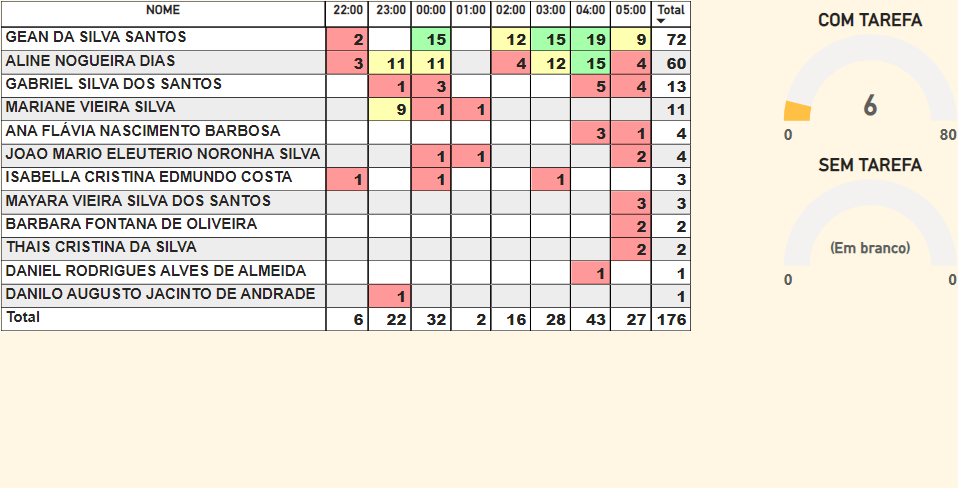 NOME 22:00 23:00 00:00 01:00 02:00 03:00 04:00 05:00 Total
GEAN DA SILVA SANTOS 2 15 12 15 19 9 72
ALINE NOGUEIRA DIAS 3 11 11 4 12 15 4 60
GABRIEL SILVA DOS SANTOS 1 3 5 4 13
MARIANE VIEIRA SILVA 9 1 1 11
ANA FLÁVIA NASCIMENTO BARBOSA 3 1 4
JOAO MARIO ELEUTERIO NORONHA SILVA 1 1 2 4
ISABELLA CRISTINA EDMUNDO COSTA 1 1 1 3
MAYARA VIEIRA SILVA DOS SANTOS 3 3
BARBARA FONTANA DE OLIVEIRA 2 2
THAIS CRISTINA DA SILVA 2 2
DANIEL RODRIGUES ALVES DE ALMEIDA 1 1
DANILO AUGUSTO JACINTO DE ANDRADE 1 1
Total 6 22 32 2 16 28 43 27 176
COM TAREFA
6
0 80
SEM TAREFA
(Em branco)
0 0